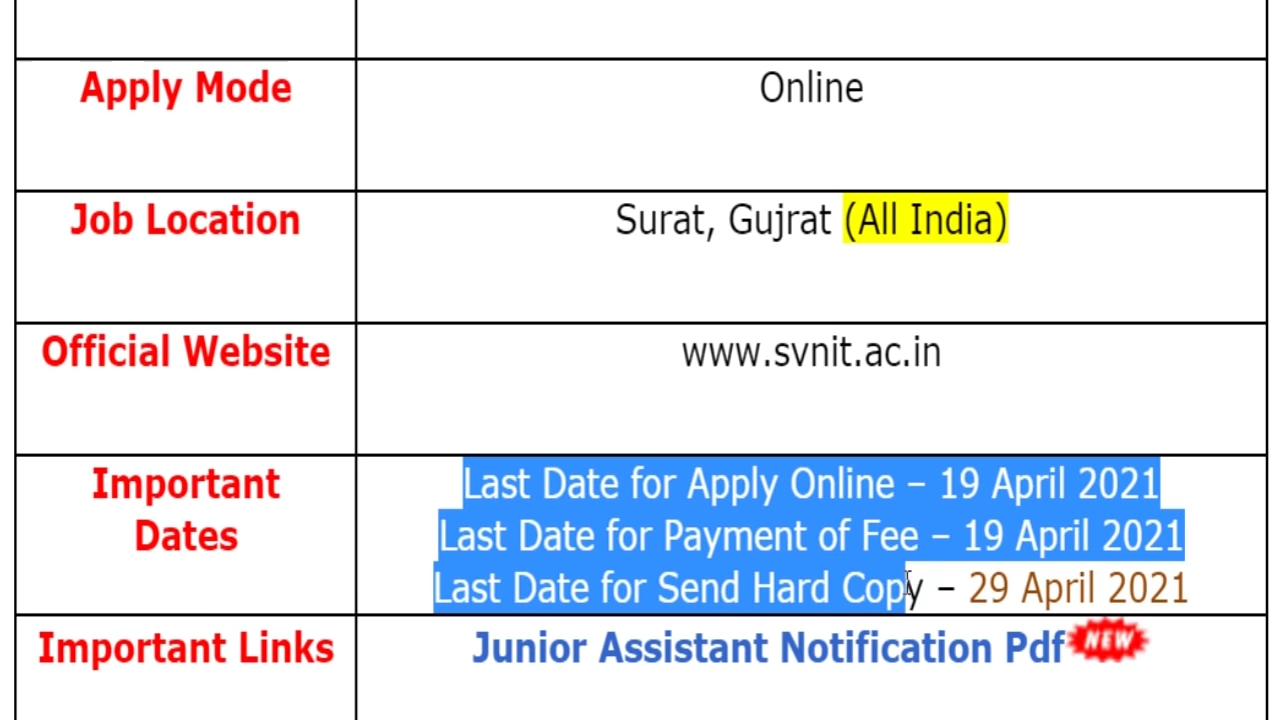 Apply Mode
Online
Job Location
Surat, Gujrat (All India)
Official Website
www.svnit.ac.in
Important
Dates
Last Date for Apply Online – 19 April 2021
Last Date for Payment of Fee – 19 April 2021
Last Date for Send Hard Copy – 29 April 2021
Important Links
Junior Assistant Notification Pdf NEW